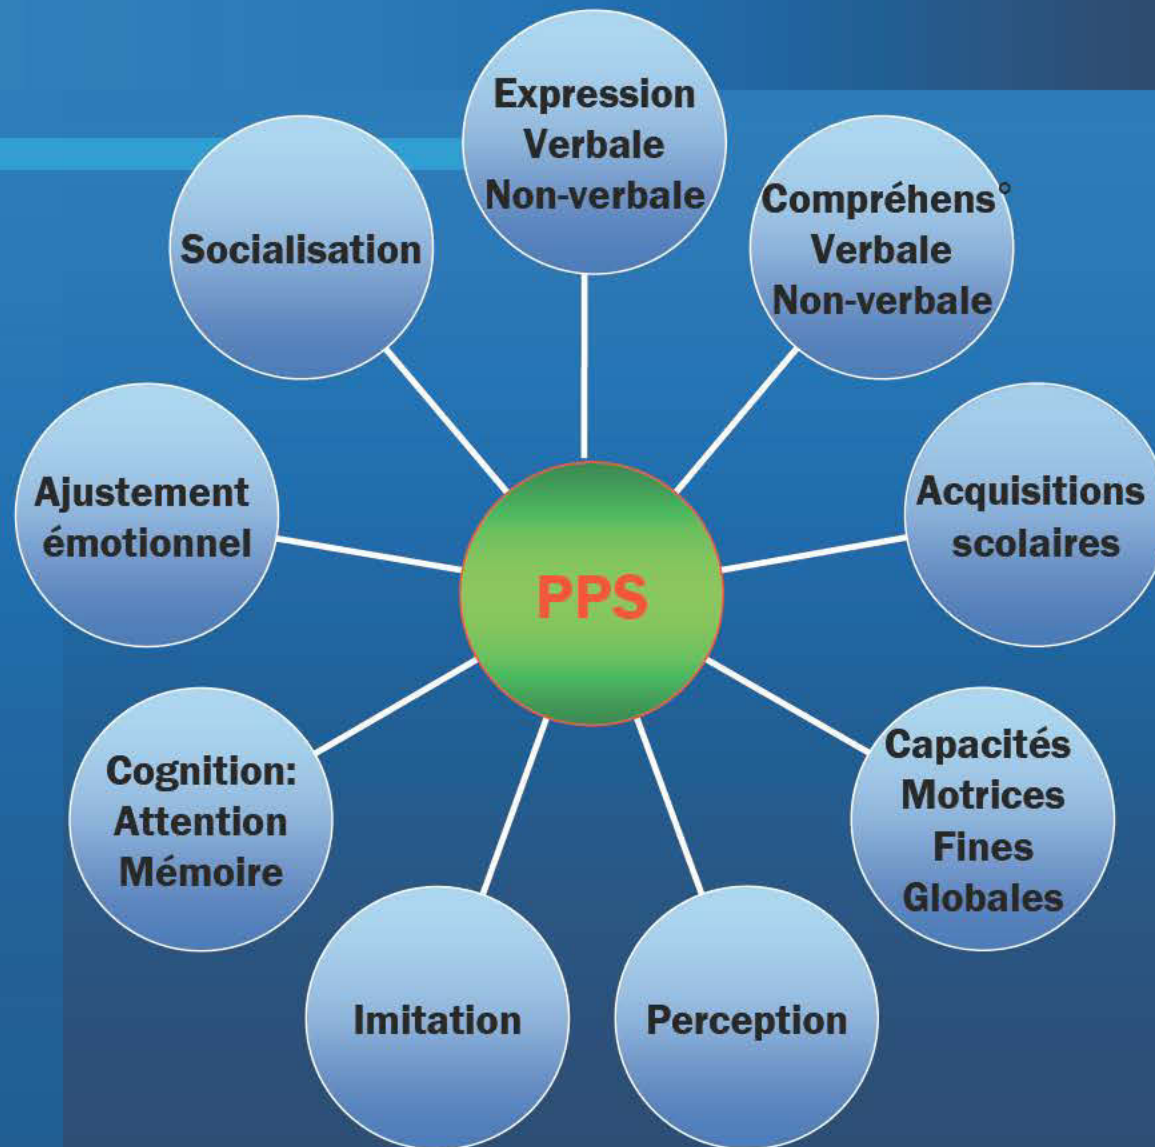 Expression
Verbale
Non-verbale
Compréhens°
Verbale
Non-verbale
Socialisation
Acquisitions
scolaires
Ajustement
émotionnel
PPS
Capacités
Motrices
Fines
Globales
Cognition:
Attention
Mémoire
Imitation
Perception